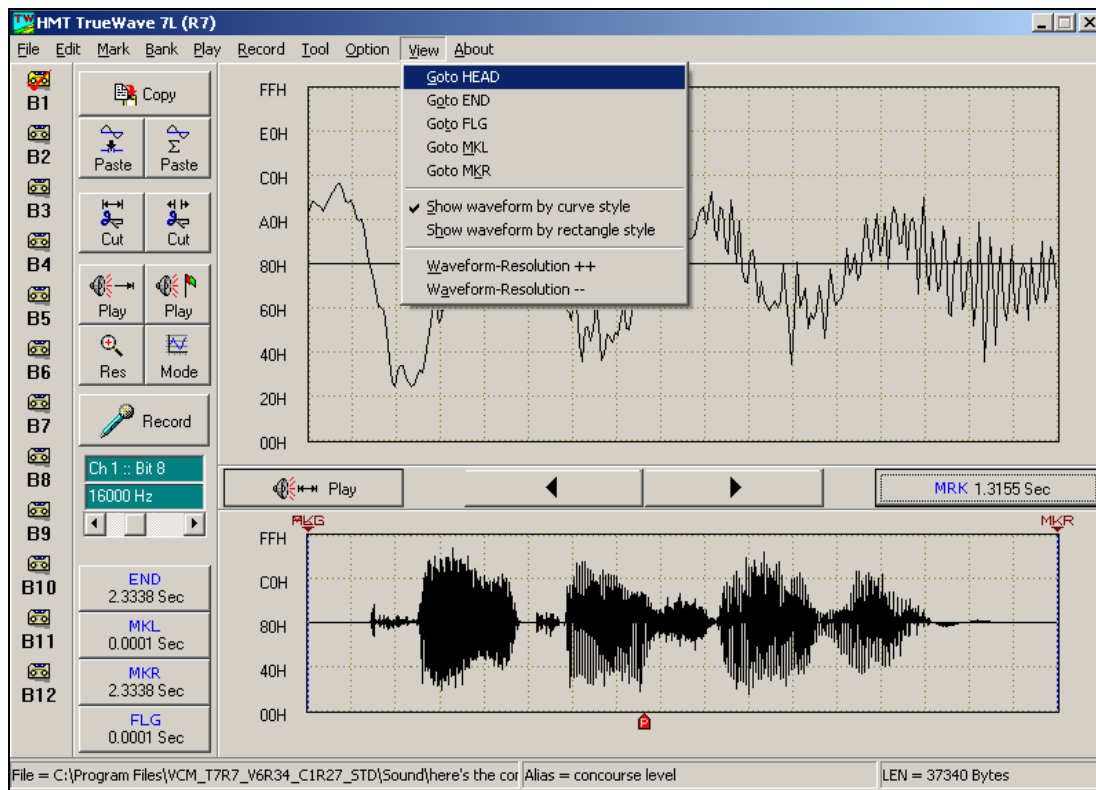 HMT TrueWave 7L (R7)
File Edit Mark Bank Play Record Tool Option View About
Goto HEAD
Goto END
Goto FLG
Goto MKL
Goto MKR
Show waveform by curve style
Show waveform by rectangle style
Waveform-Resolution ++
Waveform-Resolution --
B1
B2
B3
B4
B5
B6
B7
B8
B9
B10
B11
B12
Copy
Paste Paste
Cut Cut
Play Play
Res Mode
Record
Ch 1 :: Bit 8
16000 Hz
END
2.3338 Sec
MKL
0.0001 Sec
MKR
2.3338 Sec
FLG
0.0001 Sec
FFH
E0H
C0H
A0H
80H
60H
40H
20H
00H
Play
MRK 1.3155 Sec
MKR
FFH
C0H
80H
40H
00H
P
File = C:\Program Files\VCM_T7R7_V6R34_C1R27_STD\Sound\here's the cor
Alias = concourse level
LEN = 37340 Bytes